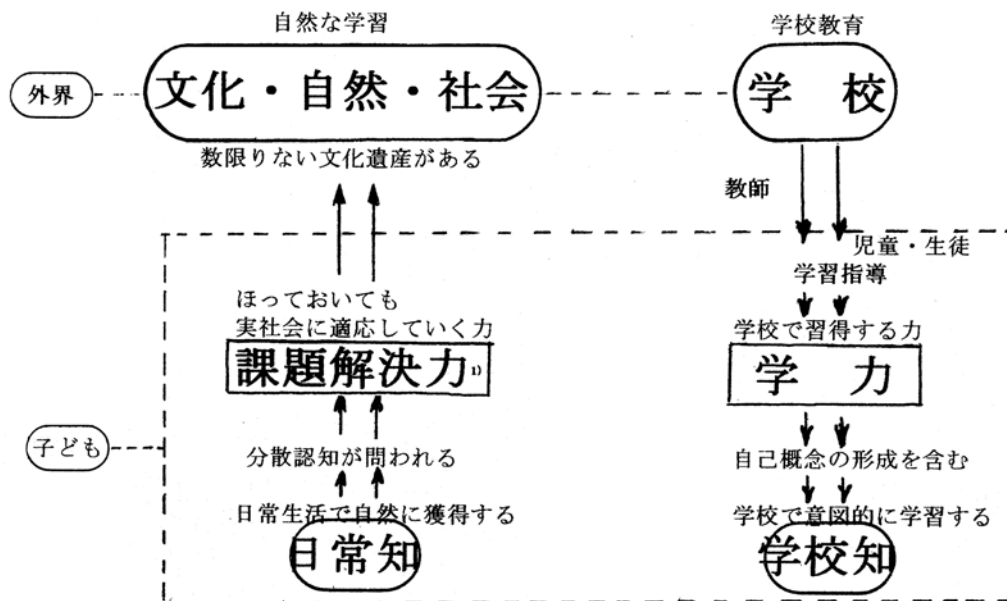 自然な学習
学校教育
外界
文化・自然・社会
学 校
数限りない文化遺産がある
教師
児童・生徒
学習指導
ほっておいても
実社会に適応していく力
課題解決力1)
学校で習得する力
学 力
子ども
分散認知が問われる
自己概念の形成を含む
日常生活で自然に獲得する
日常知
学校で意図的に学習する
学校知